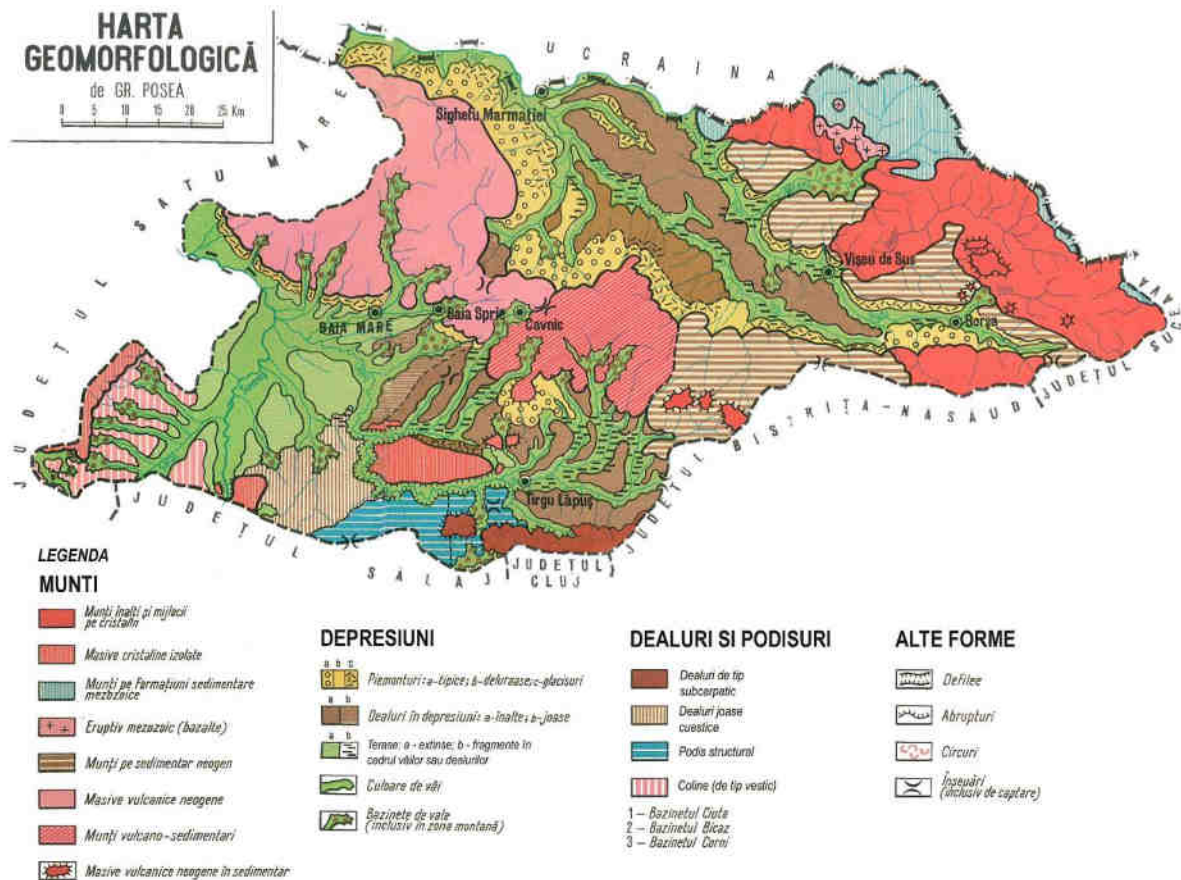 HARTA
GEOMORFOLOGICĂ
de GR. POSEA
0 5 10 15 20 25 Km
UCRAINA
JUDEȚUL SATU MARE
Sighetu Marmației
Vișeu de Sus
BAIA MARE
Baia Sprie
Cavnic
Borșa
Tîrgu Lăpuș
JUDEȚUL SUCEAVA
JUDEȚUL BISTRIȚA-NĂSĂUD
JUDEȚUL SĂLAJ
JUDEȚUL
CLUJ
LEGENDA
MUNTI
Munți înalți și mijlocii
pe cristalin
Masive cristaline izolate
Munți pe formațiuni sedimentare
mezozoice
Eruptiv mezozoic (bazalte)
Munți pe sedimentar neogen
Masive vulcanice neogene
Munți vulcano-sedimentari
Masive vulcanice neogene în sedimentar
DEPRESIUNI
a b c
Piemonturi: a-tipice; b-deluroase; c-glacisuri
a b
Dealuri în depresiuni: a-înalte; b-joase
a b
Terase: a - extinse; b - fragmente în
cadrul văilor sau dealurilor
Culoare de văi
Bazinete de vale
(inclusiv în zona montană)
DEALURI SI PODISURI
Dealuri de tip
subcarpatic
Dealuri joase
cuestice
Podis structural
Coline (de tip vestic)
1 - Bazinetul Ciuta
2 - Bazinetul Bicaz
3 - Bazinetul Corni
ALTE FORME
Defilee
Abrupturi
Circuri
Înșeuări
(inclusiv de captare)